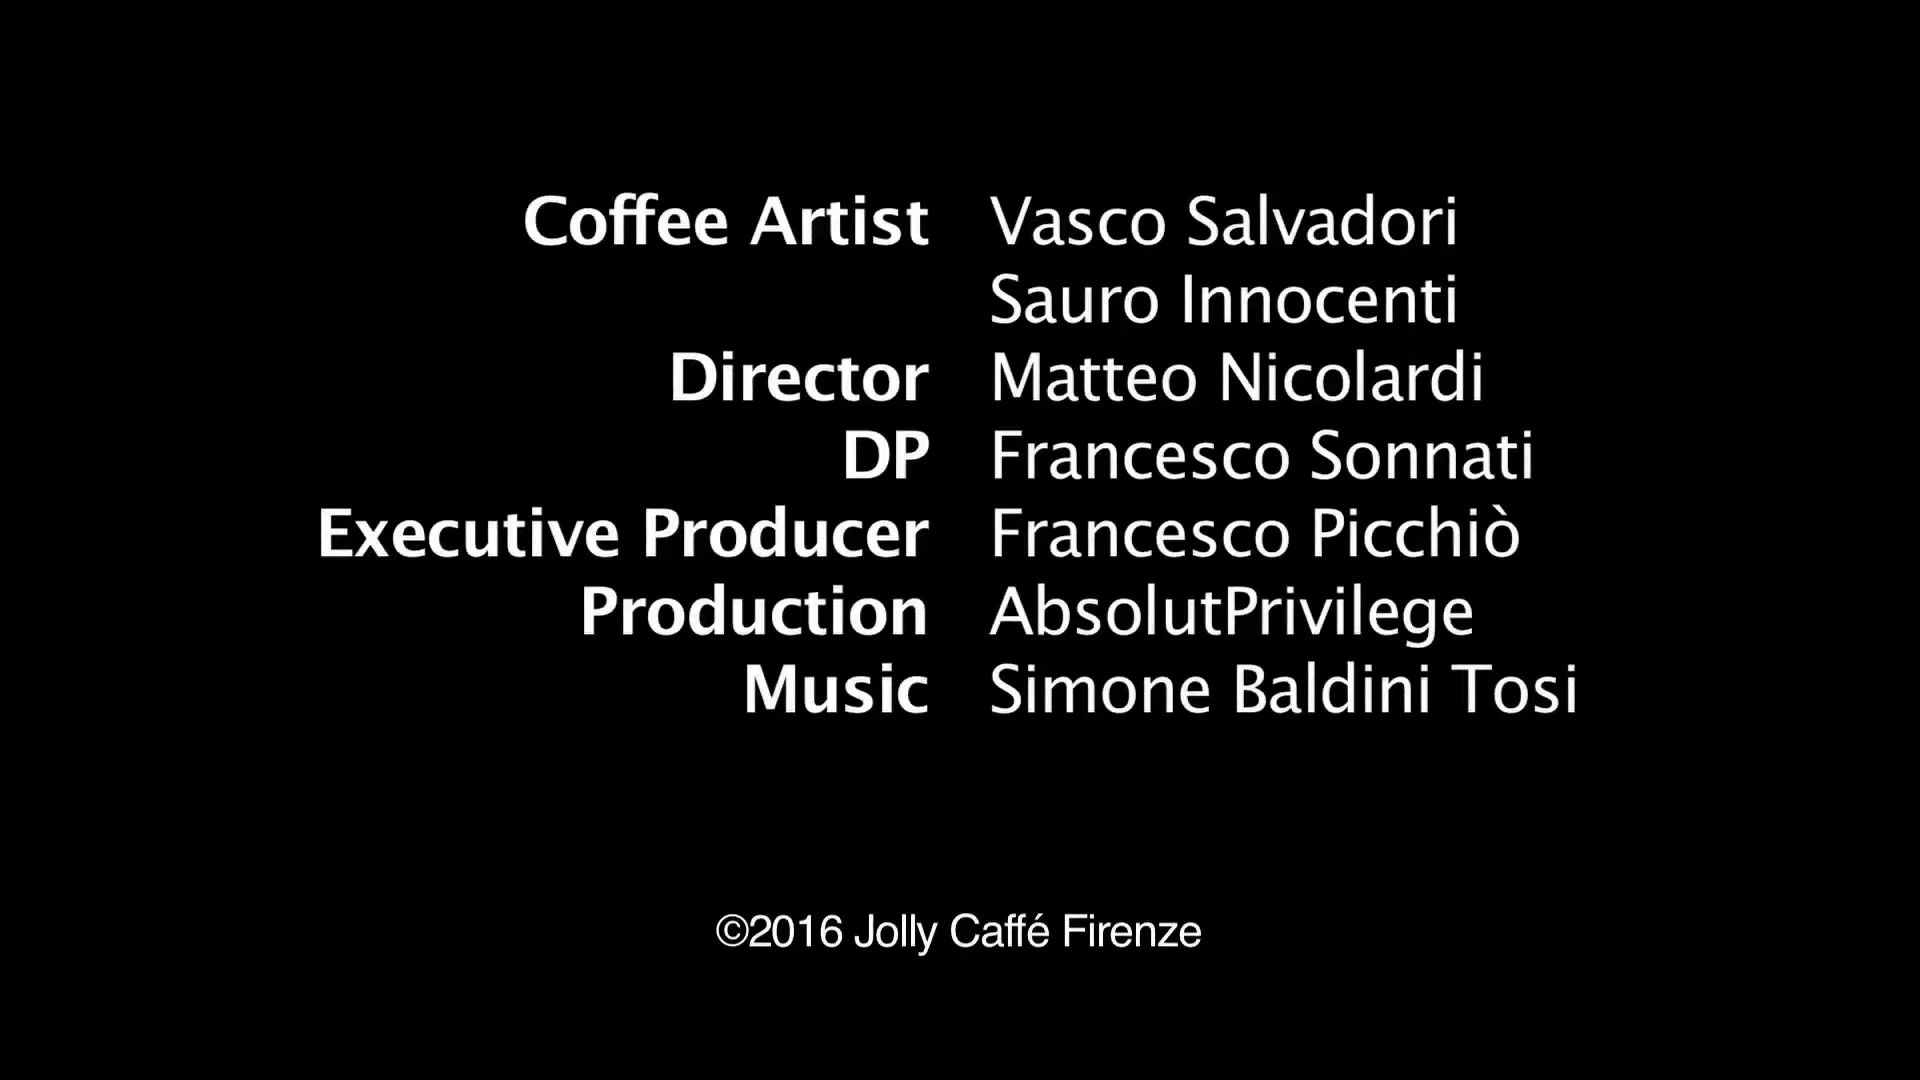 Coffee Artist Vasco Salvadori
Sauro Innocenti
Director Matteo Nicolardi
DP Francesco Sonnati
Executive Producer Francesco Picchiò
Production AbsolutPrivilege
Music Simone Baldini Tosi
©2016 Jolly Caffé Firenze